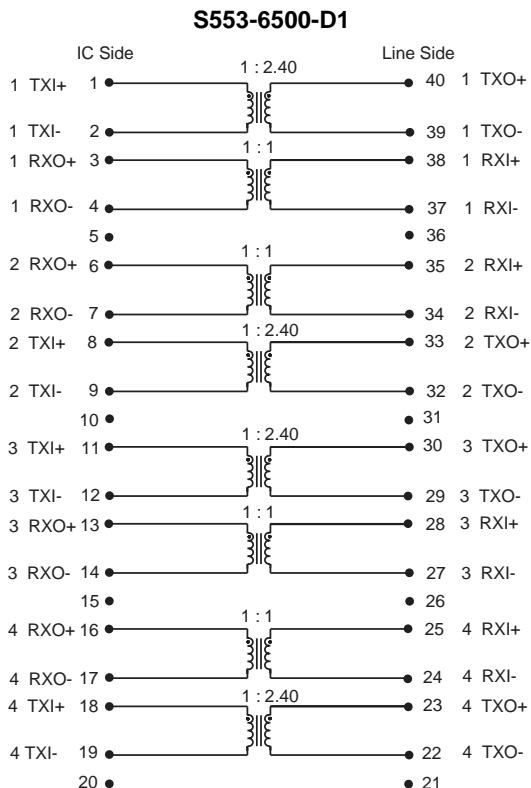 S553-6500-D1
IC Side Line Side
1 : 2.40
1 TXI+ 1 40 1 TXO+
1 TXI- 2 39 1 TXO-
1 : 1
1 RXO+ 3 38 1 RXI+
1 RXO- 4 37 1 RXI-
5 36
1 : 1
2 RXO+ 6 35 2 RXI+
2 RXO- 7 34 2 RXI-
1 : 2.40
2 TXI+ 8 33 2 TXO+
2 TXI- 9 32 2 TXO-
10 31
1 : 2.40
3 TXI+ 11 30 3 TXO+
3 TXI- 12 29 3 TXO-
1 : 1
3 RXO+ 13 28 3 RXI+
3 RXO- 14 27 3 RXI-
15 26
1 : 1
4 RXO+ 16 25 4 RXI+
4 RXO- 17 24 4 RXI-
1 : 2.40
4 TXI+ 18 23 4 TXO+
4 TXI- 19 22 4 TXO-
20 21